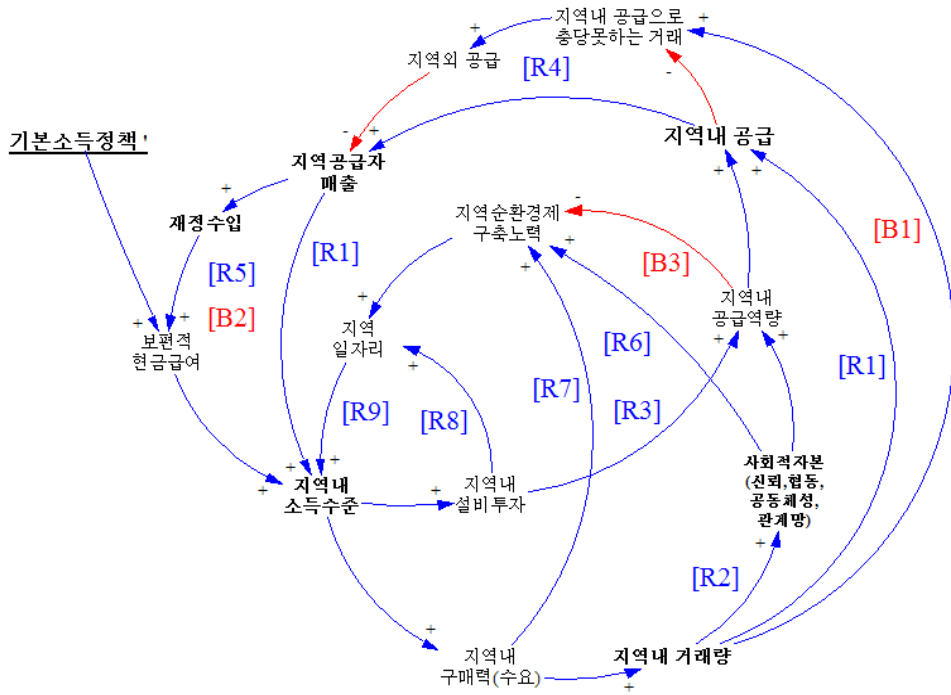 지역내 공급으로
충당못하는 거래
+
+
지역외 공급
[R4]
-
기본소득정책 '
-
+
+
지역내 공급
+
+
지역공급자
매출
+
재정수입
지역순환경제
구축노력
-
+
+
[B1]
[R5]
[R1]
[B3]
[B2]
지역내
공급역량
+
+
+
+
보편적
현금급여
+
지역
일자리
+
[R6]
[R7]
[R1]
[R9]
[R8]
[R3]
+
+
+
지역내
소득수준
+
지역내
설비투자
사회적자본
(신뢰,협동,
공동체성,
관계망)
+
[R2]
+
지역내
구매력(수요)
지역내 거래량
+